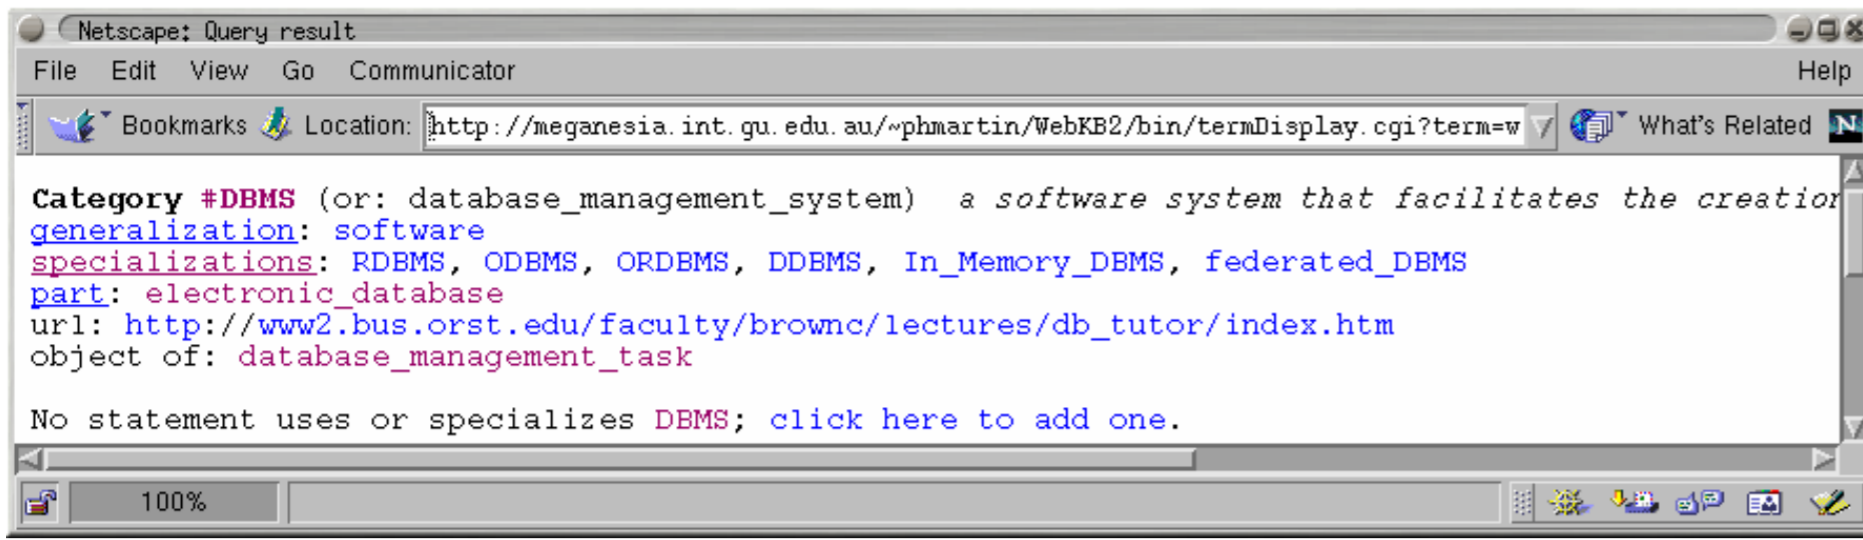 Netscape: Query result
File Edit View Go Communicator Help
Bookmarks Location: http://meganesia.int.gu.edu.au/~phmartin/WebKB2/bin/termDisplay.cgi?term=w What's Related N
Category #DBMS (or: database_management_system) a software system that facilitates the creation
generalization: software
specializations: RDBMS, ODBMS, ORDBMS, DDBMS, In_Memory_DBMS, federated_DBMS
part: electronic_database
url: http://www2.bus.orst.edu/faculty/brownc/lectures/db_tutor/index.htm
object of: database_management_task
No statement uses or specializes DBMS; click here to add one.
100%